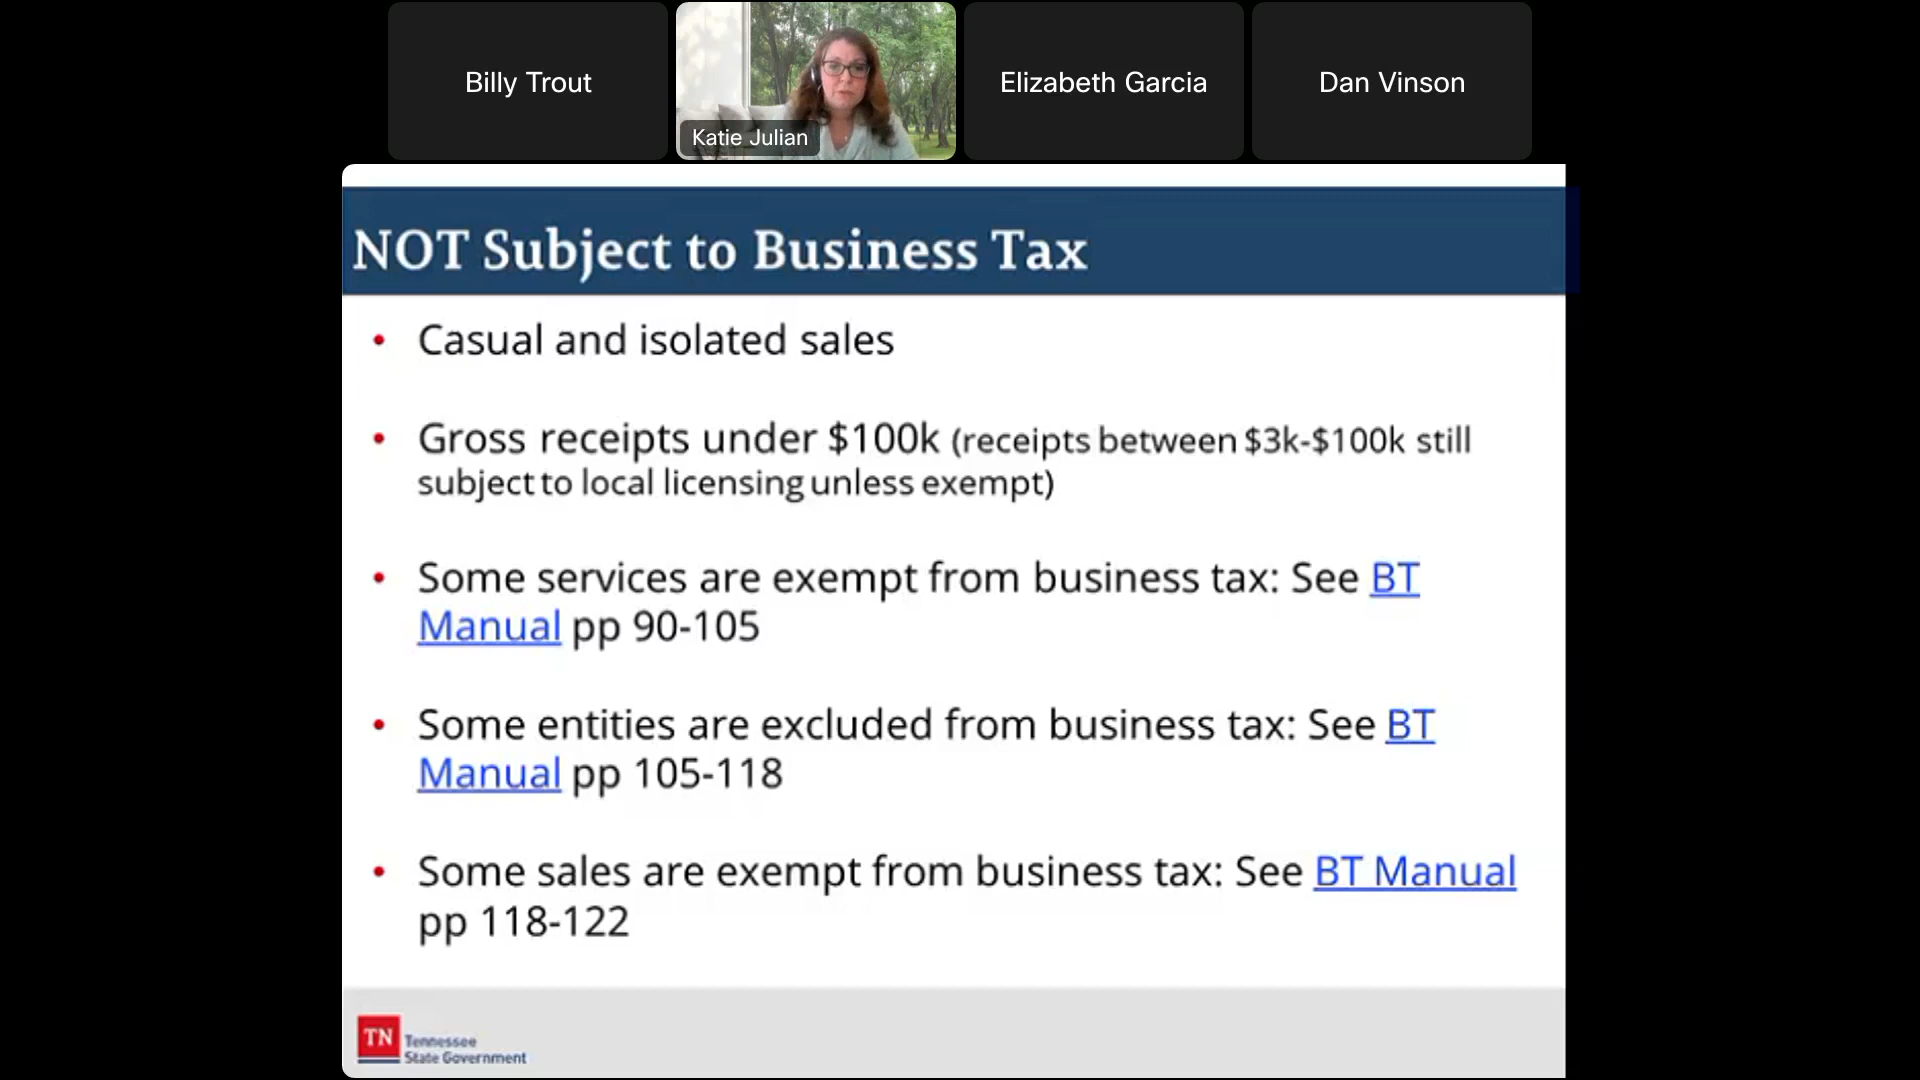 Billy Trout
Katie Julian
Elizabeth Garcia
Dan Vinson
NOT Subject to Business Tax
• Casual and isolated sales
• Gross receipts under $100k (receipts between $3k-$100k still
subject to local licensing unless exempt)
• Some services are exempt from business tax: See BT
Manual pp 90-105
• Some entities are excluded from business tax: See BT
Manual pp 105-118
• Some sales are exempt from business tax: See BT Manual
pp 118-122
TN
Tennessee
State Government